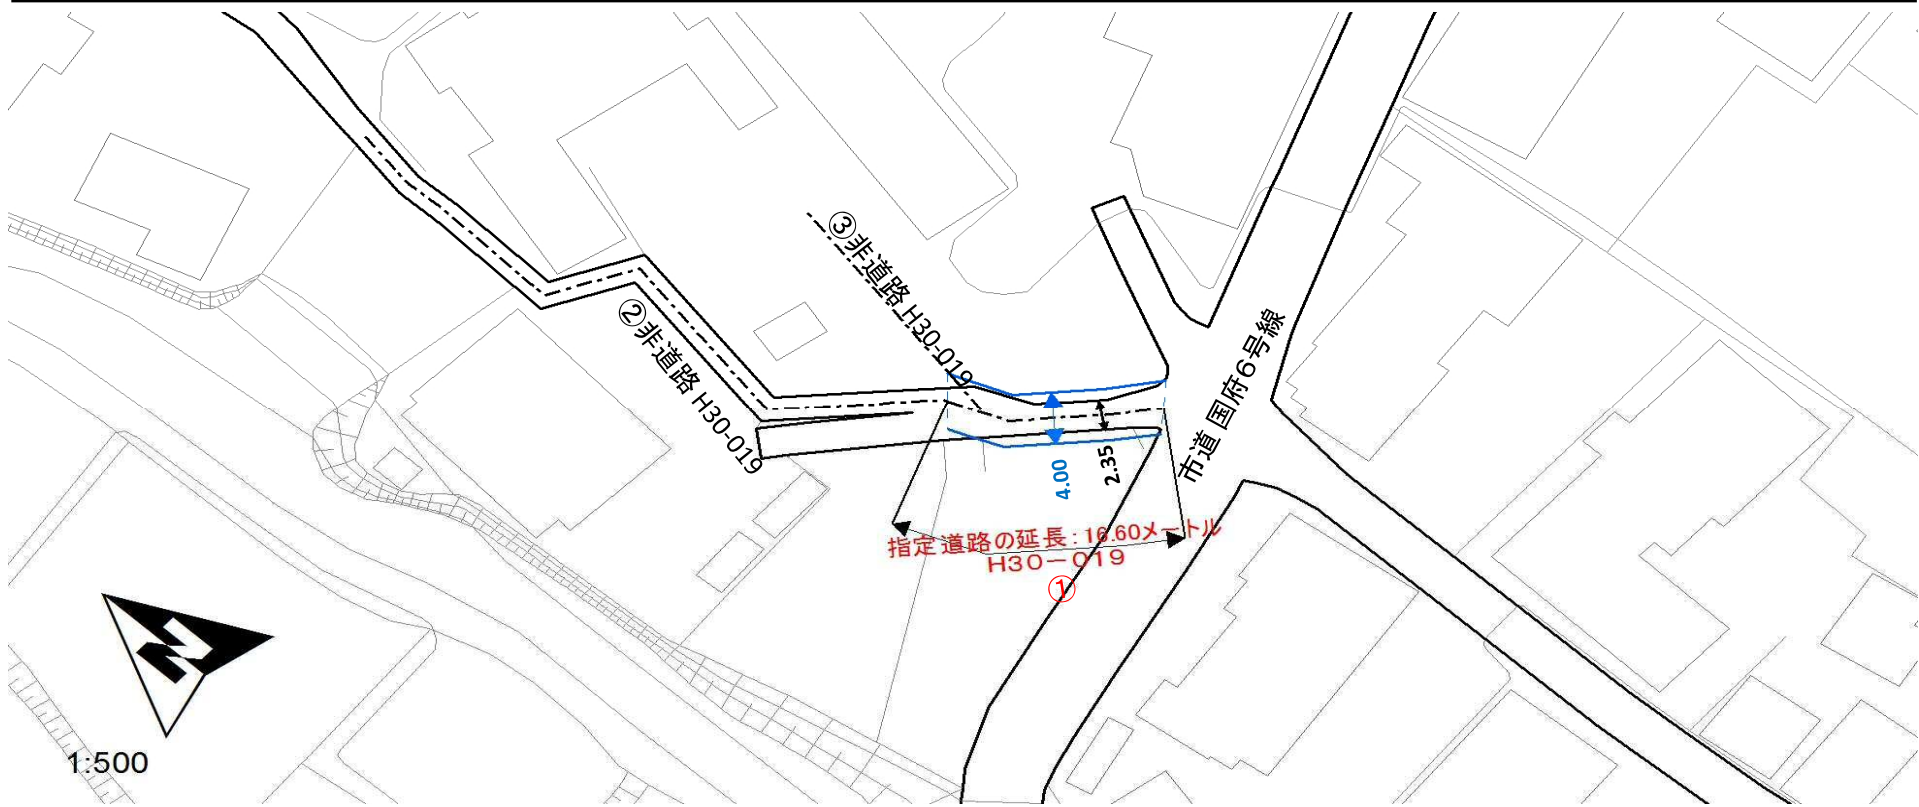 ③非道路 H30-019
②非道路 H30-019
市道 国府6号線
4.00
2.35
指定道路の延長：16.60メートル
H30－019
①
N
1:500